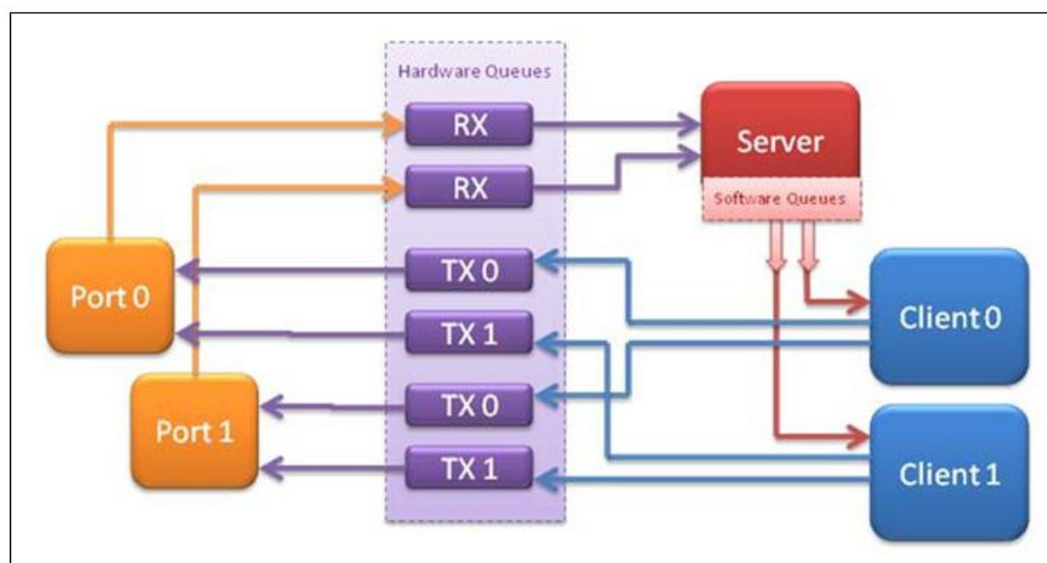 Hardware Queues
RX
Server
RX
Software Queues
TX 0
Port 0
Client 0
TX 1
TX 0
Port 1
TX 1
Client 1